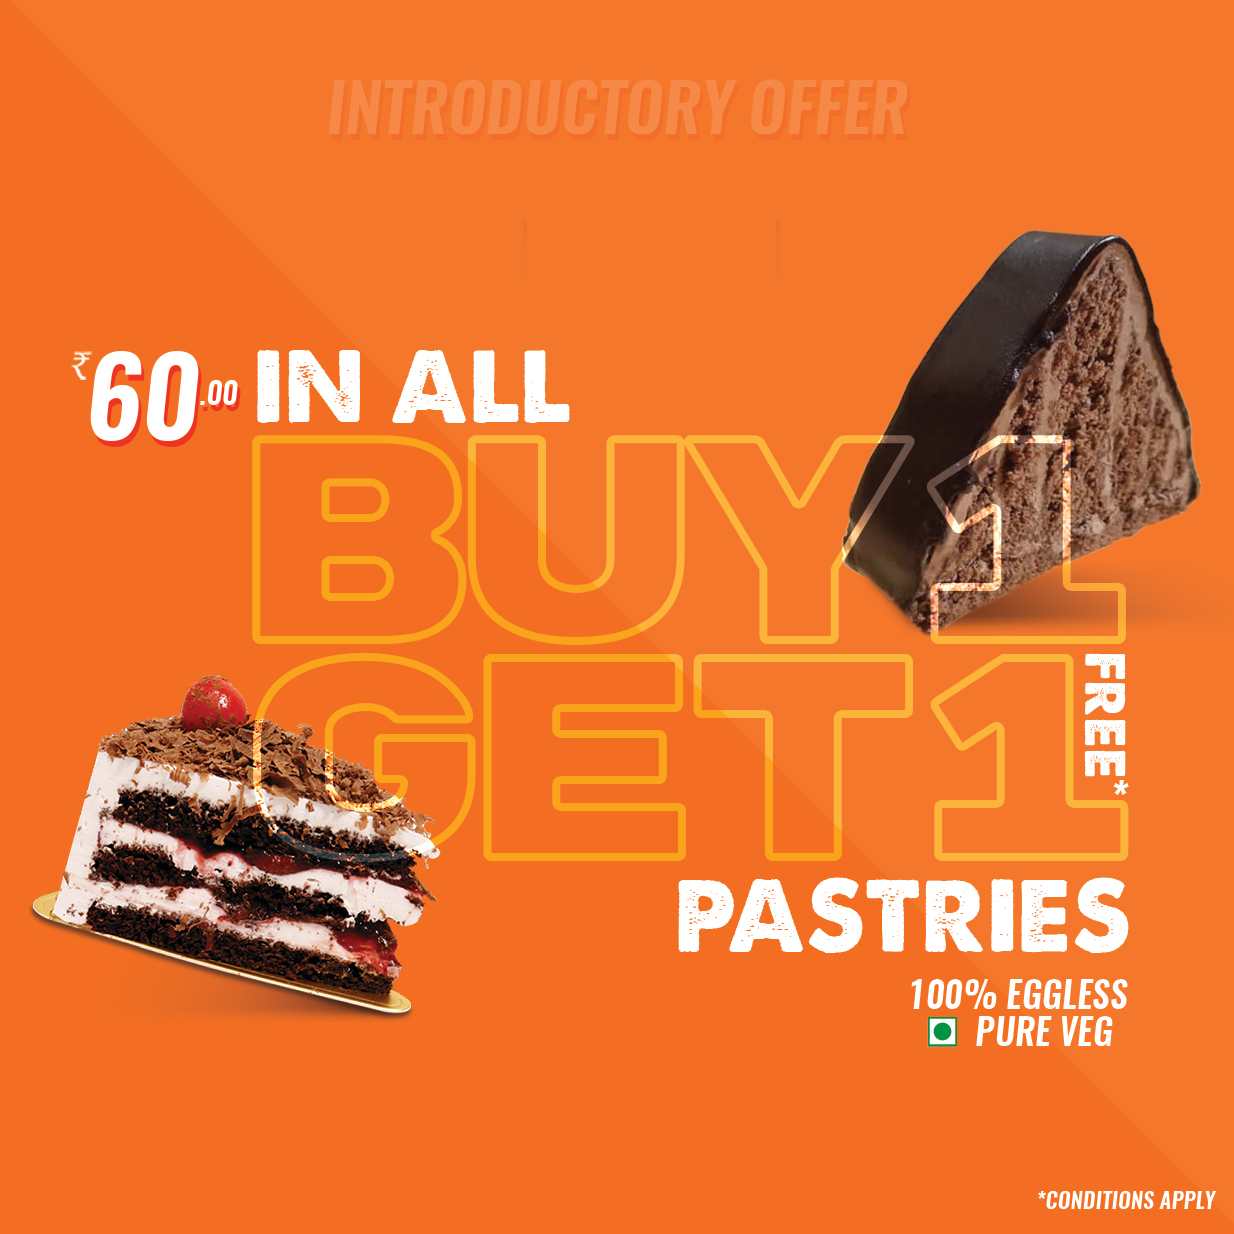 INTRODUCTORY OFFER
₹60.00 IN ALL
BUY 1
GET 1
FREE*
PASTRIES
100% EGGLESS
PURE VEG
*CONDITIONS APPLY